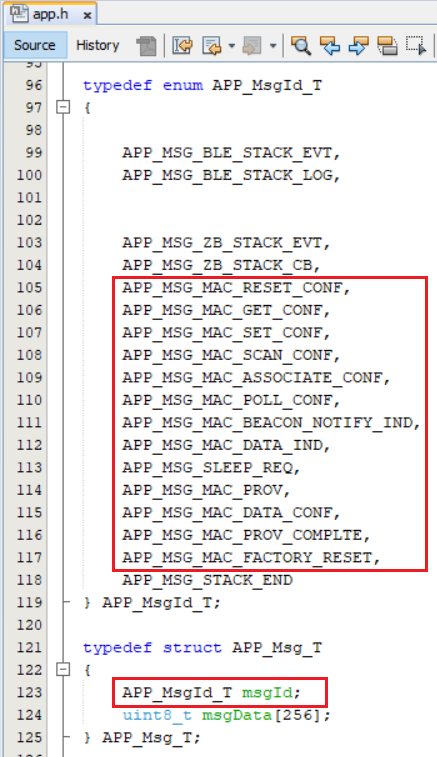 app.h
Source History
95
96 typedef enum APP_MsgId_T
97 {
98
99 APP_MSG_BLE_STACK_EVT,
100 APP_MSG_BLE_STACK_LOG,
101
102
103 APP_MSG_ZB_STACK_EVT,
104 APP_MSG_ZB_STACK_CB,
105 APP_MSG_MAC_RESET_CONF,
106 APP_MSG_MAC_GET_CONF,
107 APP_MSG_MAC_SET_CONF,
108 APP_MSG_MAC_SCAN_CONF,
109 APP_MSG_MAC_ASSOCIATE_CONF,
110 APP_MSG_MAC_POLL_CONF,
111 APP_MSG_MAC_BEACON_NOTIFY_IND,
112 APP_MSG_MAC_DATA_IND,
113 APP_MSG_SLEEP_REQ,
114 APP_MSG_MAC_PROV,
115 APP_MSG_MAC_DATA_CONF,
116 APP_MSG_MAC_PROV_COMPLTE,
117 APP_MSG_MAC_FACTORY_RESET,
118 APP_MSG_STACK_END
119 } APP_MsgId_T;
120
121 typedef struct APP_Msg_T
122 {
123 APP_MsgId_T msgId;
124 uint8_t msgData[256];
125 } APP_Msg_T;